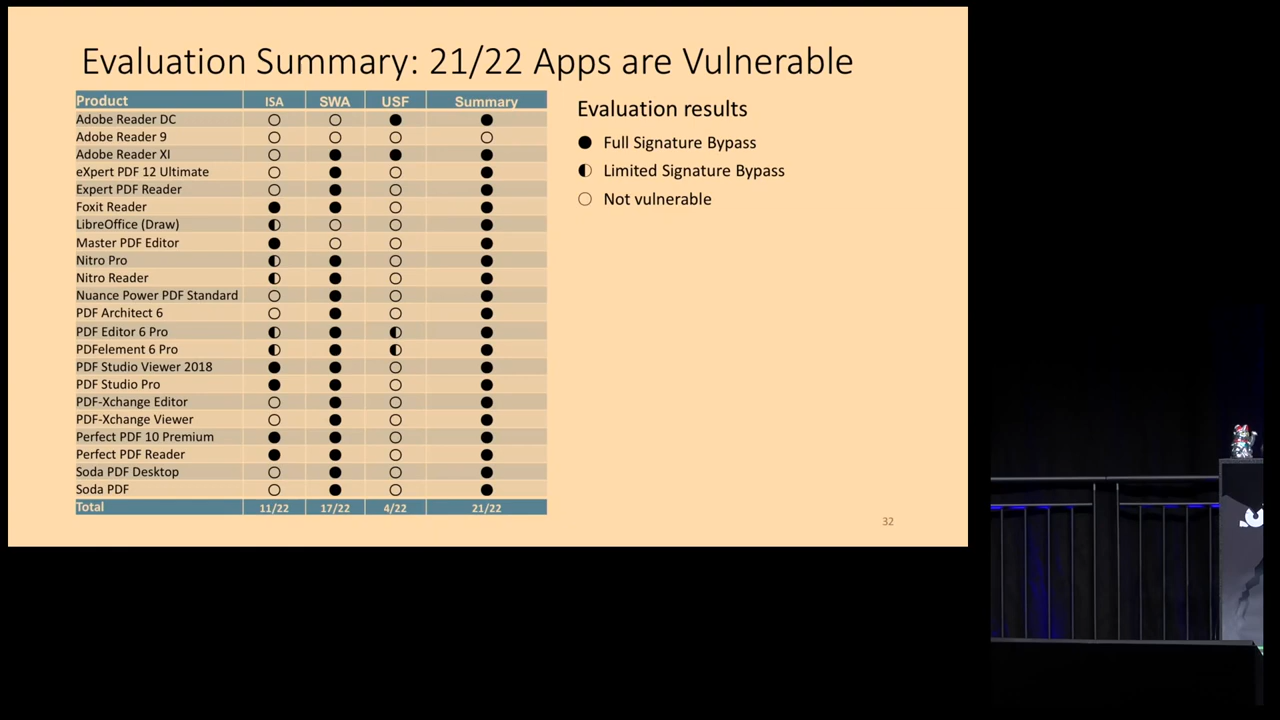 Evaluation Summary: 21/22 Apps are Vulnerable
Product ISA SWA USF Summary
Adobe Reader DC ○ ○ ● ●
Adobe Reader 9 ○ ○ ○ ○
Adobe Reader XI ○ ● ● ●
eXpert PDF 12 Ultimate ○ ● ○ ●
Expert PDF Reader ○ ● ○ ●
Foxit Reader ● ● ○ ●
LibreOffice (Draw) ◐ ○ ○ ●
Master PDF Editor ● ○ ○ ●
Nitro Pro ◐ ● ○ ●
Nitro Reader ◐ ● ○ ●
Nuance Power PDF Standard ○ ● ○ ●
PDF Architect 6 ○ ● ○ ●
PDF Editor 6 Pro ◐ ● ◐ ●
PDFelement 6 Pro ◐ ● ◐ ●
PDF Studio Viewer 2018 ● ● ○ ●
PDF Studio Pro ● ● ○ ●
PDF-Xchange Editor ○ ● ○ ●
PDF-Xchange Viewer ○ ● ○ ●
Perfect PDF 10 Premium ● ● ○ ●
Perfect PDF Reader ● ● ○ ●
Soda PDF Desktop ○ ● ○ ●
Soda PDF ○ ● ○ ●
Total 11/22 17/22 4/22 21/22
Evaluation results
● Full Signature Bypass
◐ Limited Signature Bypass
○ Not vulnerable
32